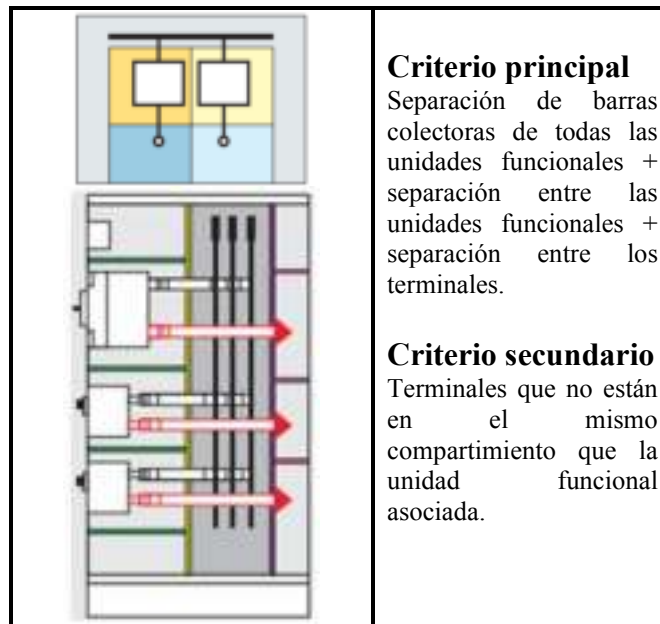 Criterio principal
Separación de barras
colectoras de todas las
unidades funcionales +
separación entre las
unidades funcionales +
separación entre los
terminales.
Criterio secundario
Terminales que no están
en el mismo
compartimiento que la
unidad funcional
asociada.